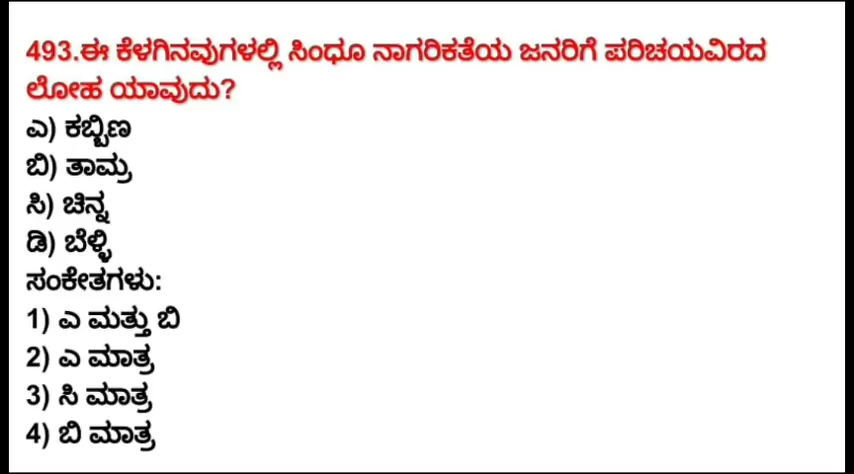 493.ಈ ಕೆಳಗಿನವುಗಳಲ್ಲಿ ಸಿಂಧೂ ನಾಗರಿಕತೆಯ ಜನರಿಗೆ ಪರಿಚಯವಿರದ
ಲೋಹ ಯಾವುದು?
ಎ) ಕಬ್ಬಿಣ
ಬಿ) ತಾಮ್ರ
ಸಿ) ಚಿನ್ನ
ಡಿ) ಬೆಳ್ಳಿ
ಸಂಕೇತಗಳು:
1) ಎ ಮತ್ತು ಬಿ
2) ಎ ಮಾತ್ರ
3) ಸಿ ಮಾತ್ರ
4) ಬಿ ಮಾತ್ರ